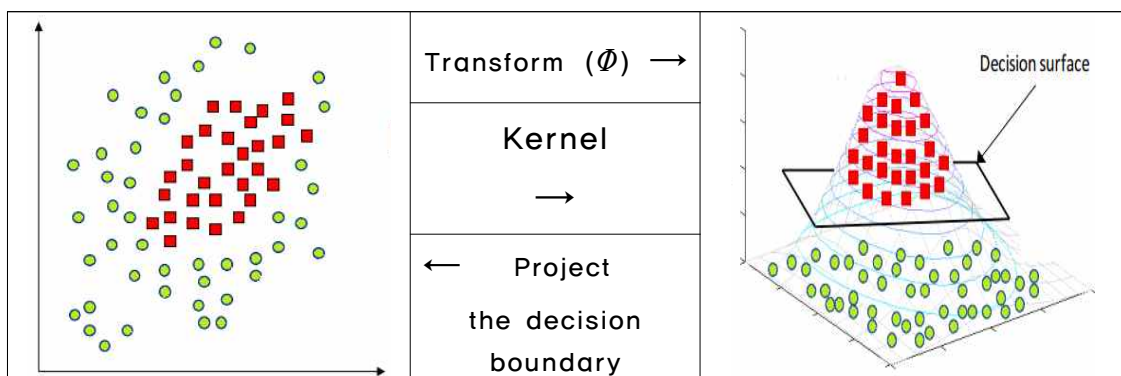 Transform (Φ) →
Kernel
→
← Project
the decision
boundary
Decision surface